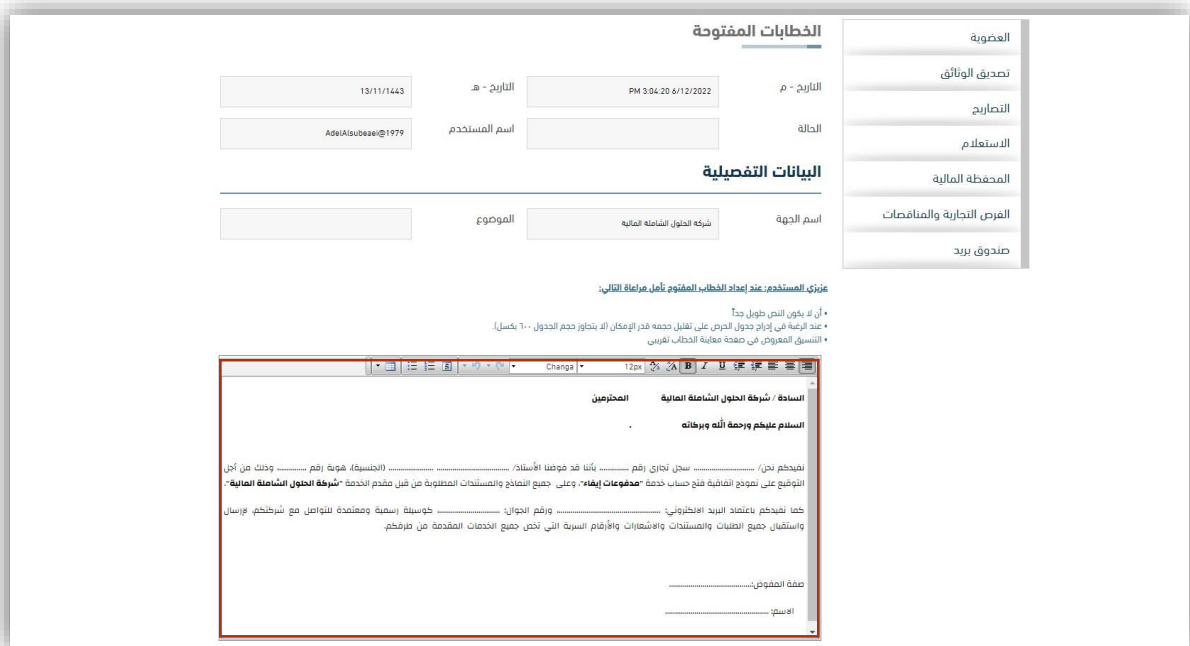 الخطابات المفتوحة
العضوية
تصديق الوثائق
التصاريح
الاستعلام
المحفظة المالية
الفرص التجارية والمناقصات
صندوق بريد
التاريخ - م
6/12/2022 3:04:20 PM
التاريخ - هـ
13/11/1443
الحالة
اسم المستخدم
AdelAlsubeaei@1979
البيانات التفصيلية
اسم الجهة
شركة الحلول الشاملة المالية
الموضوع
عزيزي المستخدم: عند إعداد الخطاب المفتوح نأمل مراعاة التالي:
• أن لا يكون النص طويل جداً
• عند الرغبة في إدراج جدول الحرص على تقليل حجمه قدر الإمكان (لا يتجاوز حجم الجدول ٦٠٠ بكسل).
• التنسيق المعروض في صفحة معاينة الخطاب تقريبي
Changa 12px B I U
السادة / شركة الحلول الشاملة المالية المحترمين
السلام عليكم ورحمة الله وبركاته .
نفيدكم نحن/ .............................. سجل تجاري رقم .............. بأننا قد فوضنا الأستاذ/ .................................... ...................... (الجنسية)، هوية رقم .............. وذلك من أجل
التوقيع على نموذج اتفاقية فتح حساب خدمة "مدفوعات إيفاء"، وعلى جميع النماذج والمستندات المطلوبة من قبل مقدم الخدمة "شركة الحلول الشاملة المالية".
كما نفيدكم باعتماد البريد الالكتروني: .................................................. ورقم الجوال: .............................. كوسيلة رسمية ومعتمدة للتواصل مع شركتكم، لإرسال
واستقبال جميع الطلبات والمستندات والاشعارات والأرقام السرية التي تخص جميع الخدمات المقدمة من طرفكم.
صفة المفوض:........................................
الاسم: ..................................................